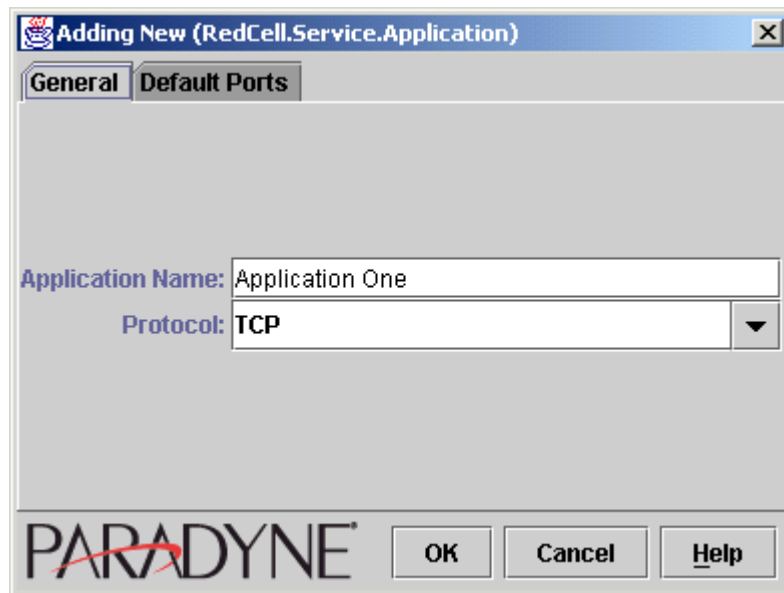 Adding New (RedCell.Service.Application)
General Default Ports
Application Name: Application One
Protocol: TCP
PARADYNE OK Cancel Help